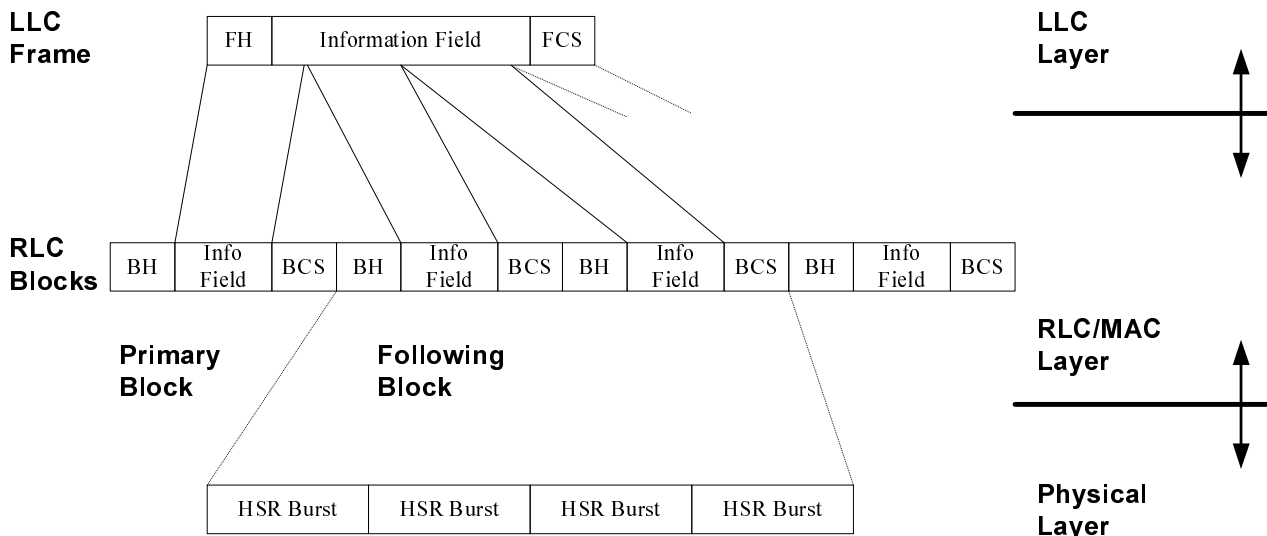 LLC
Frame
FH
Information Field
FCS
LLC
Layer
RLC
Blocks
BH
Info
Field
BCS
BH
Info
Field
BCS
BH
Info
Field
BCS
BH
Info
Field
BCS
Primary
Block
Following
Block
RLC/MAC
Layer
HSR Burst
HSR Burst
HSR Burst
HSR Burst
Physical
Layer